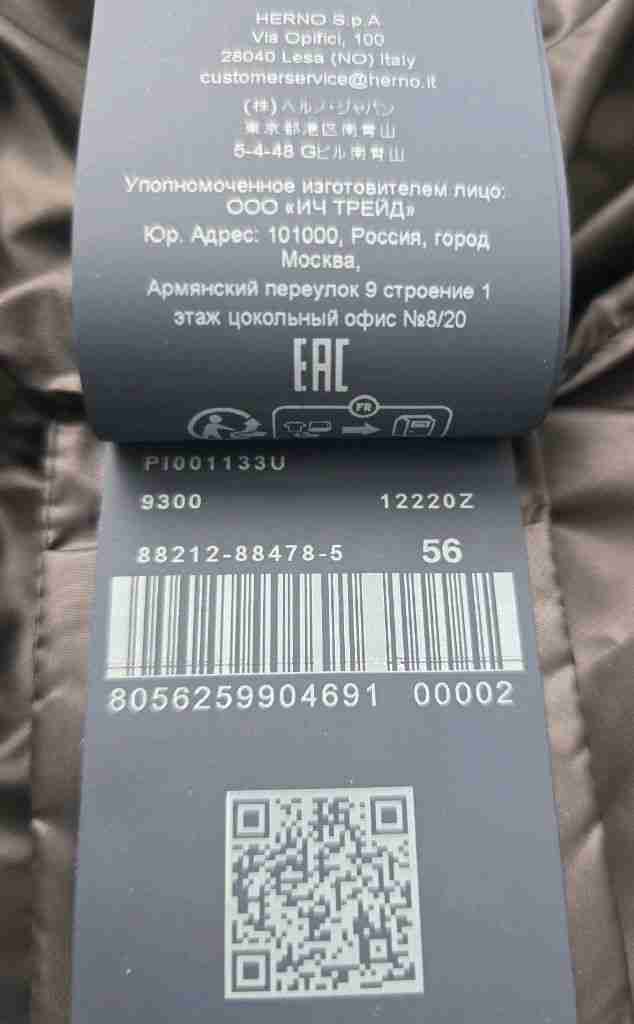 HERNO S.p.A
Via Opifici, 100
28040 Lesa (NO) Italy
customerservice@herno.it
(株)ヘルノ・ジャパン
東京都港区南青山
5-4-48 Gビル南青山
Уполномоченное изготовителем лицо:
ООО «ИЧ ТРЕЙД»
Юр. Адрес: 101000, Россия, город
Москва,
Армянский переулок 9 строение 1
этаж цокольный офис №8/20
EAC
FR
PI001133U
9300 12220Z
88212-88478-5 56
8056259904691 00002